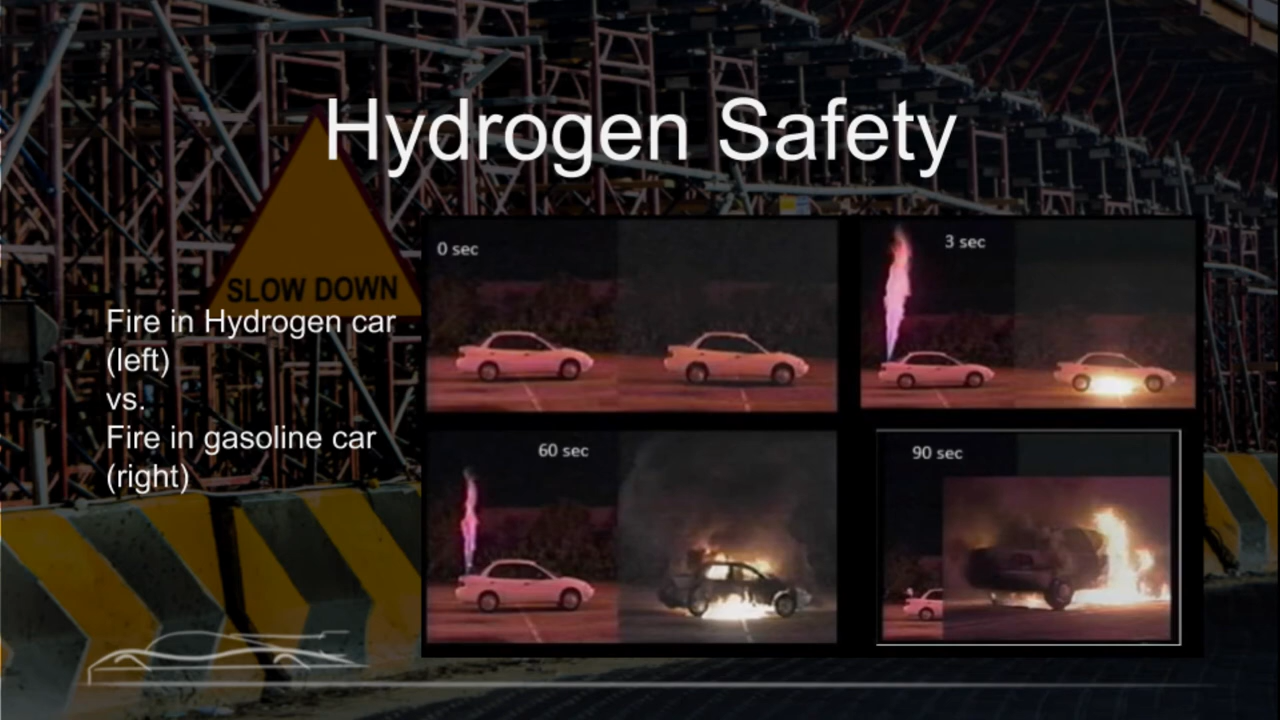 Hydrogen Safety
SLOW DOWN
Fire in Hydrogen car
(left)
vs.
Fire in gasoline car
(right)
0 sec
3 sec
60 sec
90 sec